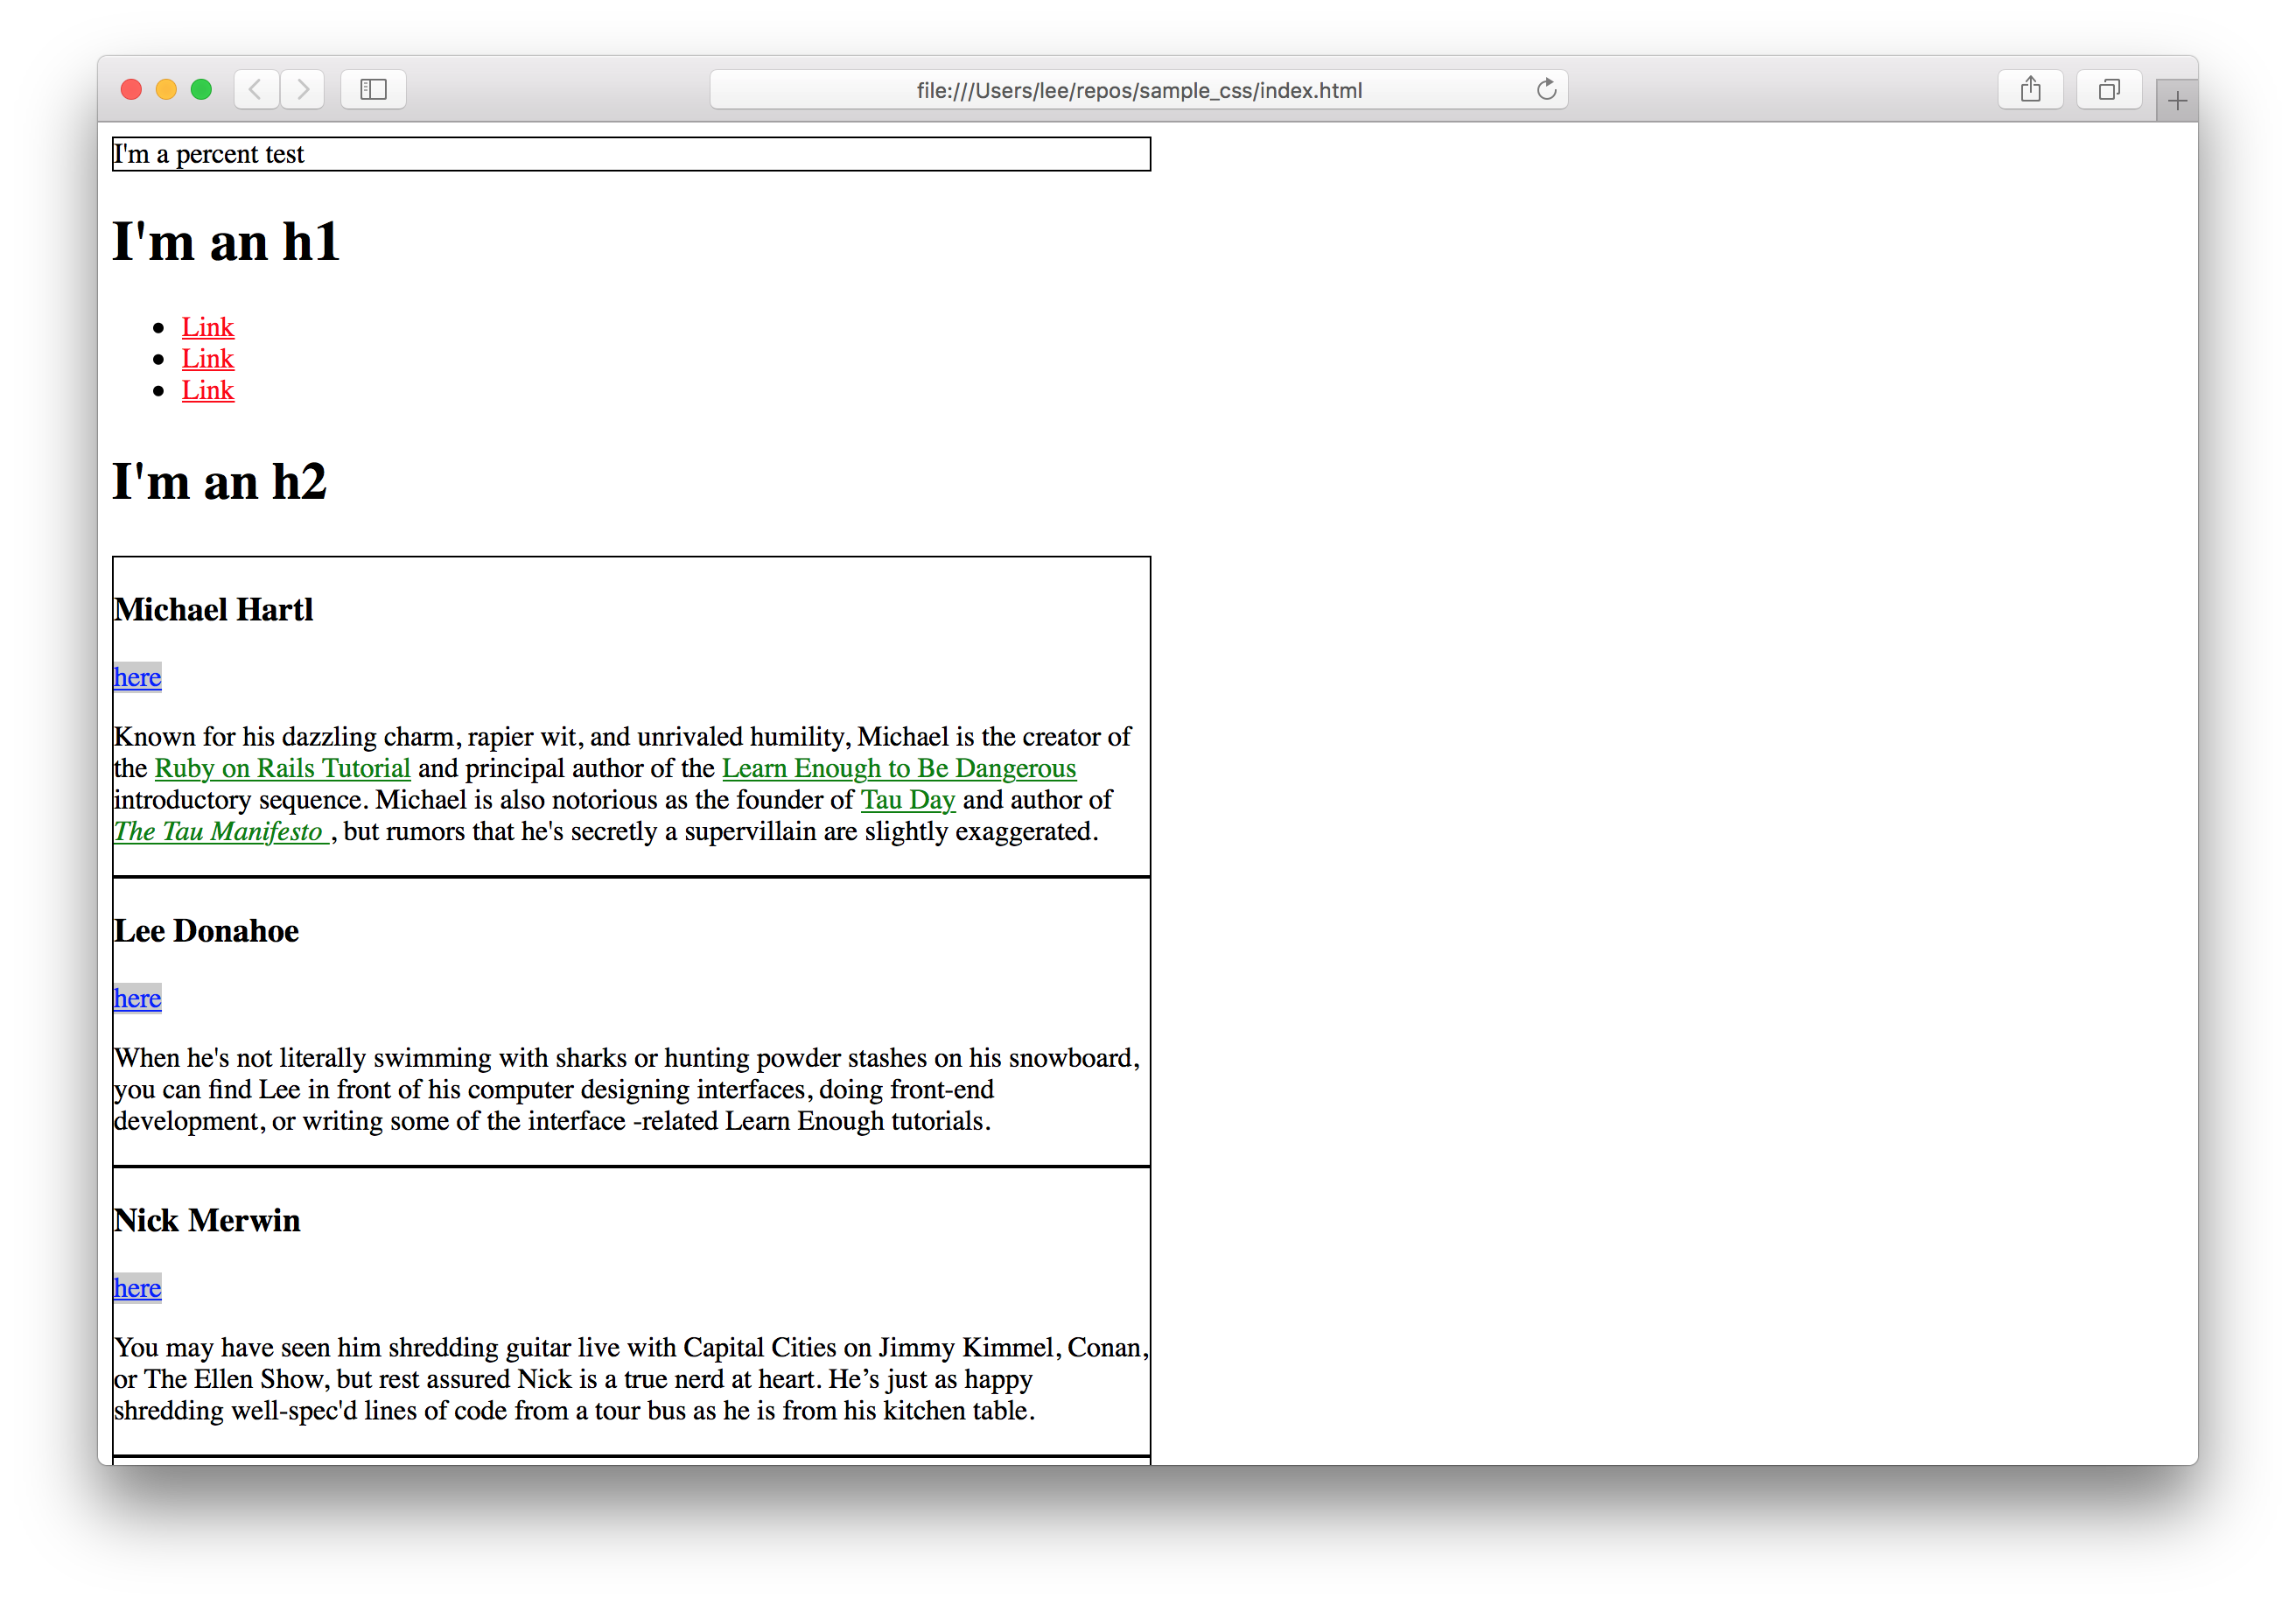 file:///Users/lee/repos/sample_css/index.html
I'm a percent test
I'm an h1
Link
Link
Link
I'm an h2
Michael Hartl
here
Known for his dazzling charm, rapier wit, and unrivaled humility, Michael is the creator of
the Ruby on Rails Tutorial and principal author of the Learn Enough to Be Dangerous
introductory sequence. Michael is also notorious as the founder of Tau Day and author of
The Tau Manifesto , but rumors that he's secretly a supervillain are slightly exaggerated.
Lee Donahoe
here
When he's not literally swimming with sharks or hunting powder stashes on his snowboard,
you can find Lee in front of his computer designing interfaces, doing front-end
development, or writing some of the interface -related Learn Enough tutorials.
Nick Merwin
here
You may have seen him shredding guitar live with Capital Cities on Jimmy Kimmel, Conan,
or The Ellen Show, but rest assured Nick is a true nerd at heart. He’s just as happy
shredding well-spec'd lines of code from a tour bus as he is from his kitchen table.